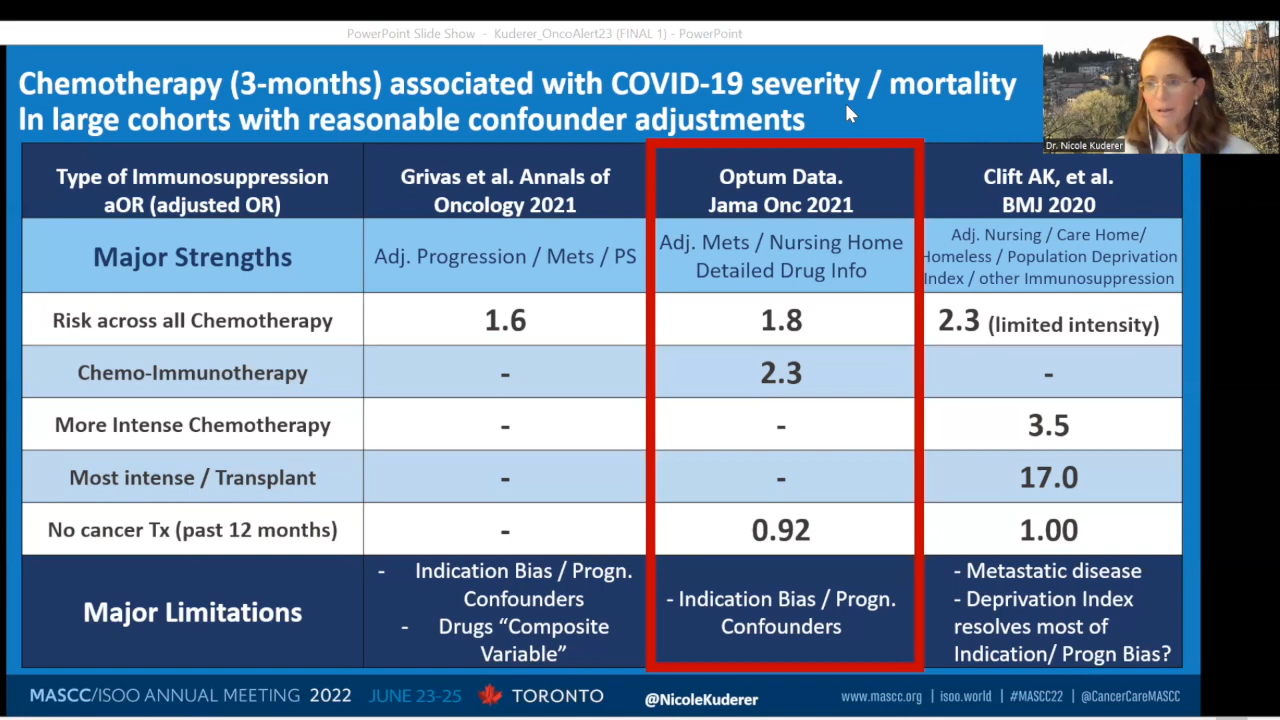 PowerPoint Slide Show - Kuderer_OncoAlert23 (FINAL 1) - PowerPoint
Chemotherapy (3-months) associated with COVID-19 severity / mortality
In large cohorts with reasonable confounder adjustments
Dr. Nicole Kuderer
Type of Immunosuppression
aOR (adjusted OR)
Grivas et al. Annals of
Oncology 2021
Optum Data.
Jama Onc 2021
Clift AK, et al.
BMJ 2020
Major Strengths
Adj. Progression / Mets / PS
Adj. Mets / Nursing Home
Detailed Drug Info
Adj. Nursing / Care Home/
Homeless / Population Deprivation
Index / other Immunosuppression
Risk across all Chemotherapy
1.6
1.8
2.3 (limited intensity)
Chemo-Immunotherapy
-
2.3
-
More Intense Chemotherapy
-
-
3.5
Most intense / Transplant
-
-
17.0
No cancer Tx (past 12 months)
-
0.92
1.00
Major Limitations
- Indication Bias / Progn.
Confounders
- Drugs “Composite
Variable”
- Indication Bias / Progn.
Confounders
- Metastatic disease
- Deprivation Index
resolves most of
Indication/ Progn Bias?
MASCC/ISOO ANNUAL MEETING 2022 JUNE 23-25 TORONTO
@NicoleKuderer
www.mascc.org | isoo.world | #MASCC22 | @CancerCareMASCC